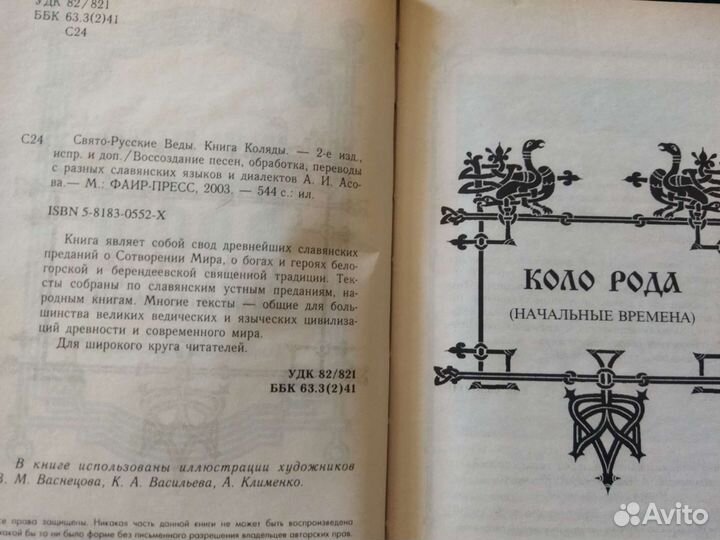 УДК 82/821
ББК 63.3(2)41
С24
С24 Свято-Русские Веды. Книга Коляды. — 2-е изд.,
испр. и доп./Воссоздание песен, обработка, переводы
с разных славянских языков и диалектов А. И. Асо-
ва.— М.: ФАИР-ПРЕСС, 2003. — 544 с.: ил.
ISBN 5-8183-0552-X
Книга являет собой свод древнейших славянских
преданий о Сотворении Мира, о богах и героях бело-
горской и берендеевской священной традиции. Тек-
сты собраны по славянским устным преданиям, на-
родным книгам. Многие тексты — общие для боль-
шинства великих ведических и языческих цивилиза-
ций древности и современного мира.
Для широкого круга читателей.
УДК 82/821
ББК 63.3(2)41
В книге использованы иллюстрации художников
В. М. Васнецова, К. А. Васильева, А. Клименко.
се права защищены. Никакая часть данной книги не может быть воспроизведена
какой бы то ни было форме без письменного разрешения владельцев авторских прав.
КОЛО РОДА
(НАЧАЛЬНЫЕ ВРЕМЕНА)
Avito